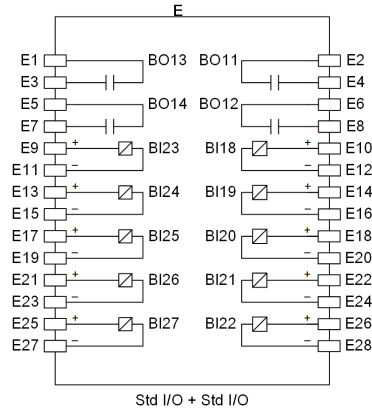 E
E1 BO13 BO11 E2
E3 E4
E5 BO14 BO12 E6
E7 E8
E9 + BI23 BI18 + E10
E11 − − E12
E13 + BI24 BI19 + E14
E15 − − E16
E17 + BI25 BI20 + E18
E19 − − E20
E21 + BI26 BI21 + E22
E23 − − E24
E25 + BI27 BI22 + E26
E27 − − E28
Std I/O + Std I/O